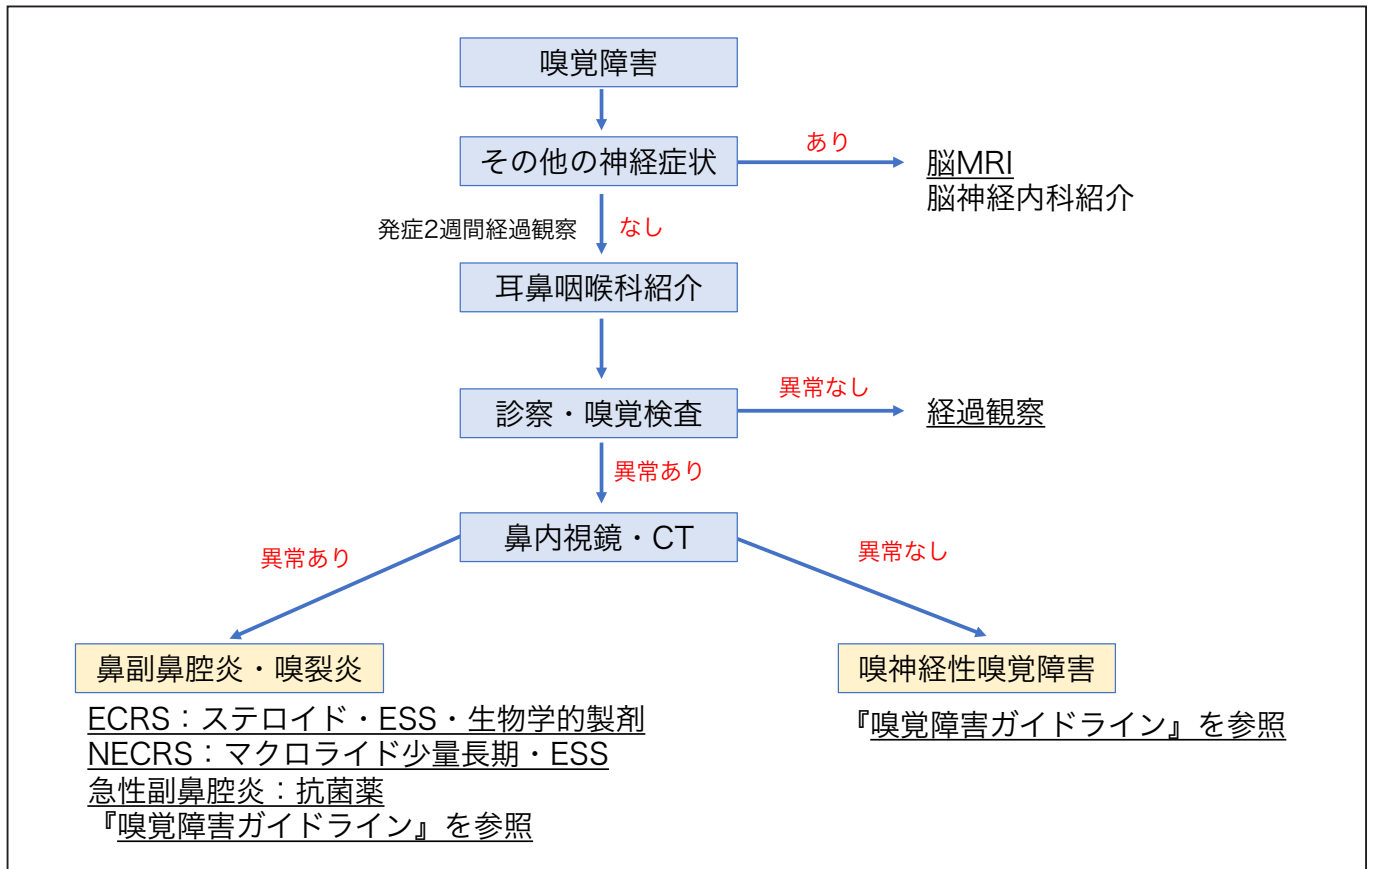 嗅覚障害
その他の神経症状
あり
脳MRI
脳神経内科紹介
発症2週間経過観察
なし
耳鼻咽喉科紹介
診察・嗅覚検査
異常なし
経過観察
異常あり
鼻内視鏡・CT
異常あり
異常なし
鼻副鼻腔炎・嗅裂炎
ECRS：ステロイド・ESS・生物学的製剤
NECRS：マクロライド少量長期・ESS
急性副鼻腔炎：抗菌薬
『嗅覚障害ガイドライン』を参照
嗅神経性嗅覚障害
『嗅覚障害ガイドライン』を参照